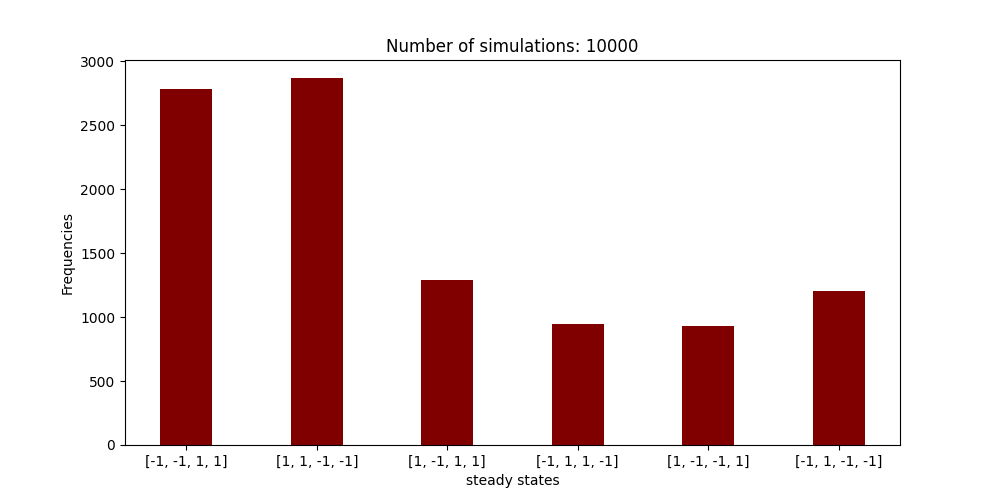 Number of simulations: 10000
3000
2500
2000
1500
1000
500
0
Frequencies
[-1, -1, 1, 1] [1, 1, -1, -1] [1, -1, 1, 1] [-1, 1, 1, -1] [1, -1, -1, 1] [-1, 1, -1, -1]
steady states